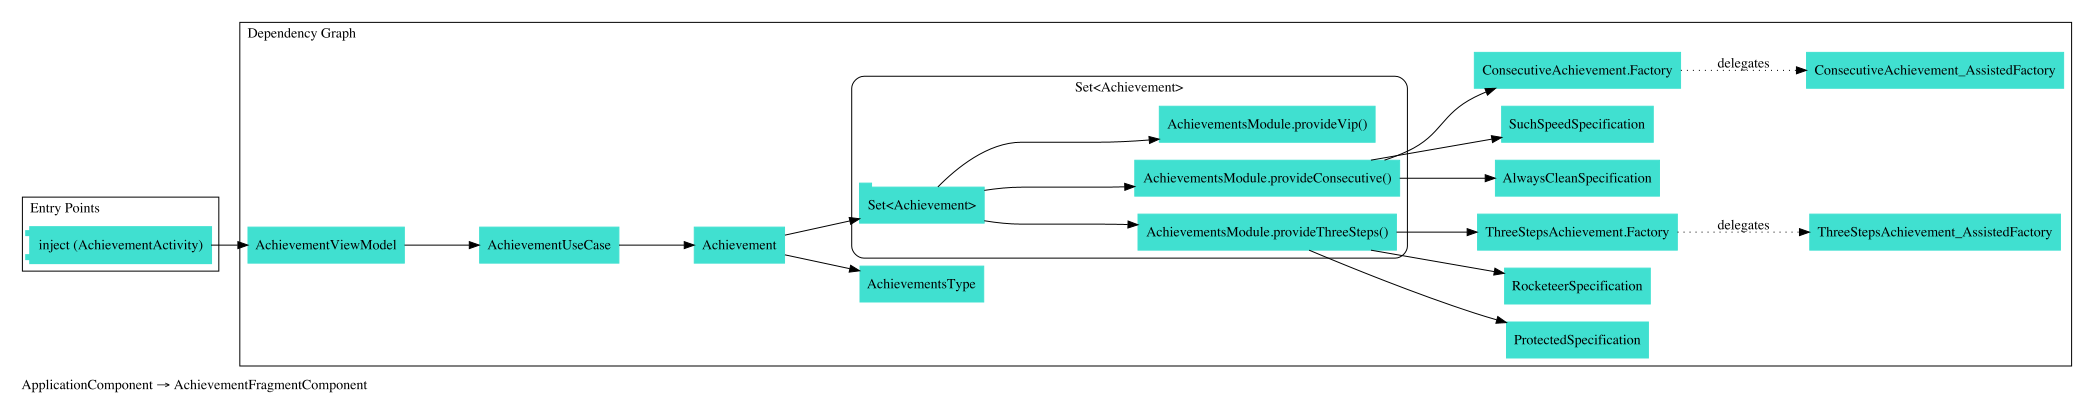 Dependency Graph
Set<Achievement>
ConsecutiveAchievement.Factory
delegates
ConsecutiveAchievement_AssistedFactory
AchievementsModule.provideVip()
SuchSpeedSpecification
AchievementsModule.provideConsecutive()
AlwaysCleanSpecification
Set<Achievement>
Entry Points
AchievementsModule.provideThreeSteps()
ThreeStepsAchievement.Factory
delegates
ThreeStepsAchievement_AssistedFactory
inject (AchievementActivity)
AchievementViewModel
AchievementUseCase
Achievement
AchievementsType
RocketeerSpecification
ProtectedSpecification
ApplicationComponent → AchievementFragmentComponent